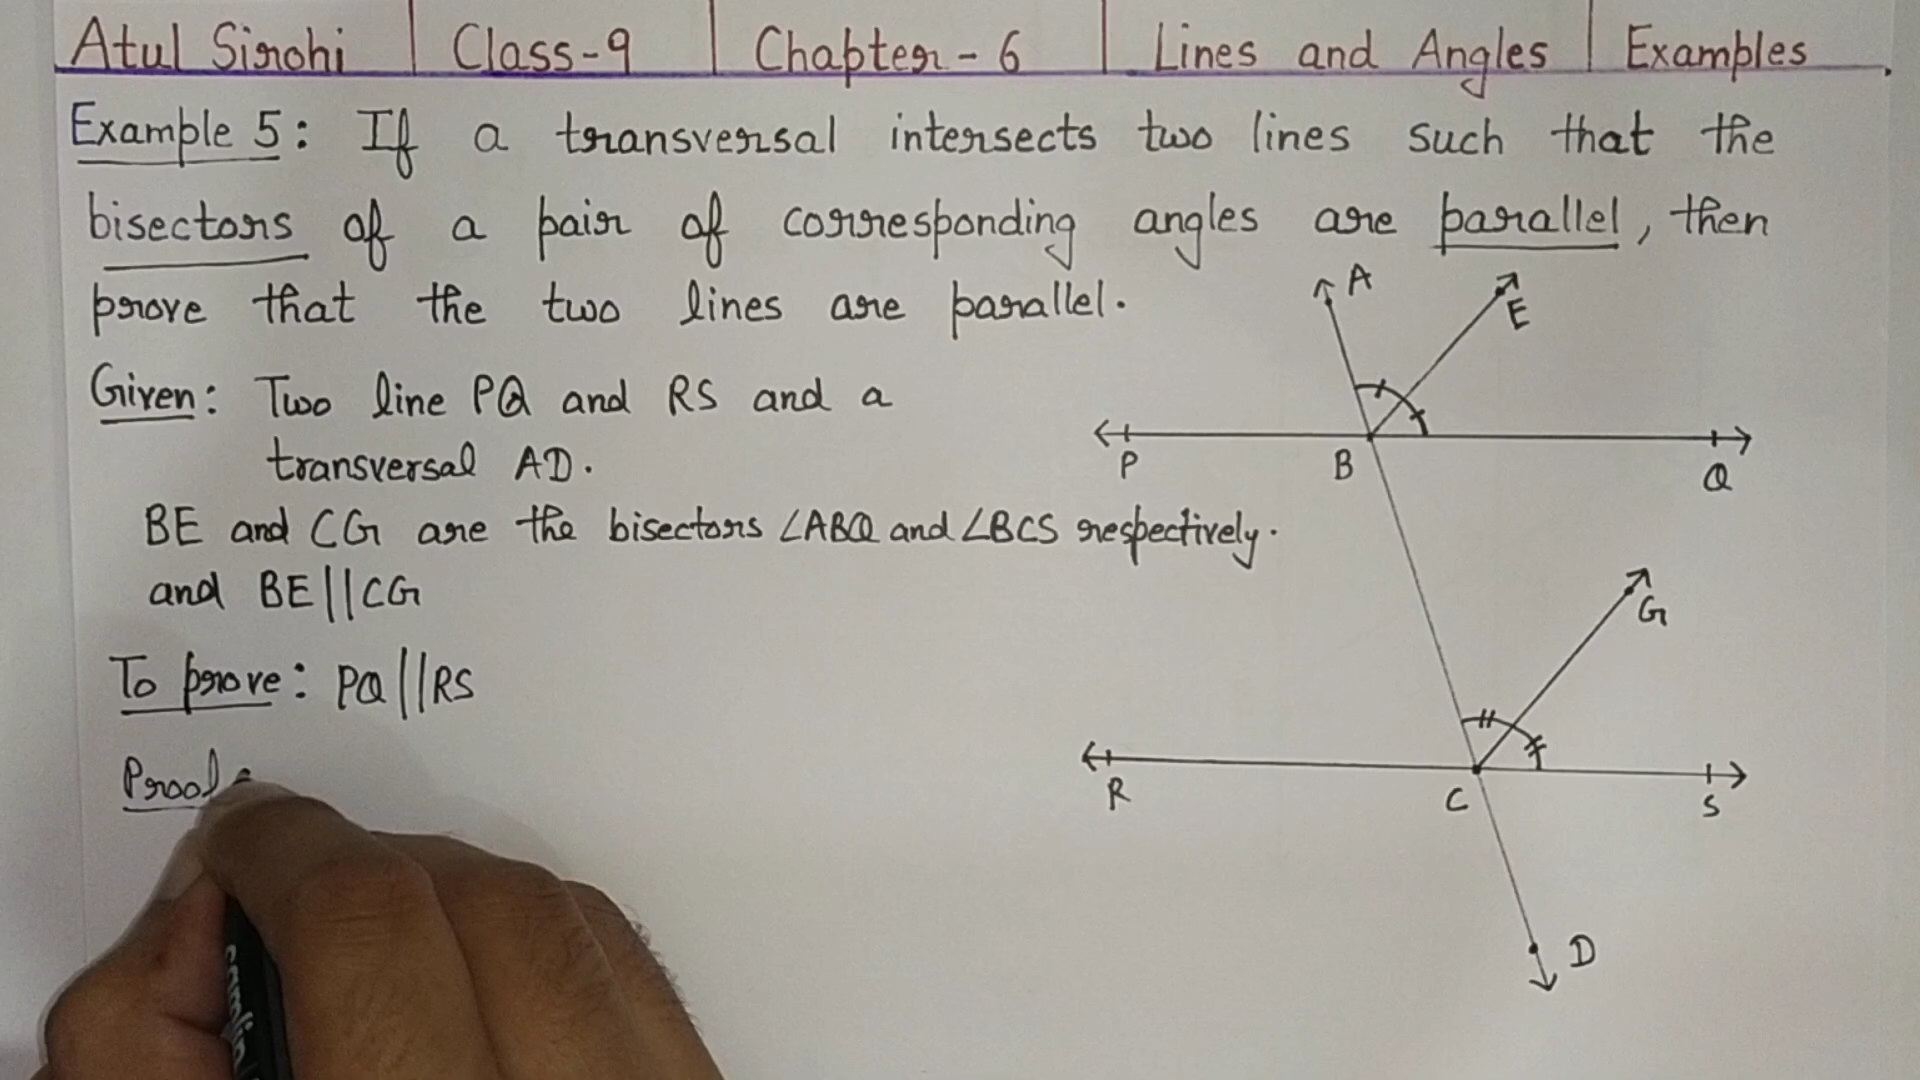 Atul Sirohi | Class-9 | Chapter-6 | Lines and Angles | Examples
Example 5: If a transversal intersects two lines such that the
bisectors of a pair of corresponding angles are parallel, then
prove that the two lines are parallel.
Given: Two line PQ and RS and a
transversal AD.
BE and CG are the bisectors ∠ABQ and ∠BCS respectively.
and BE||CG
To prove: PQ||RS
A
E
P
B
Q
G
R
C
S
D
camlin